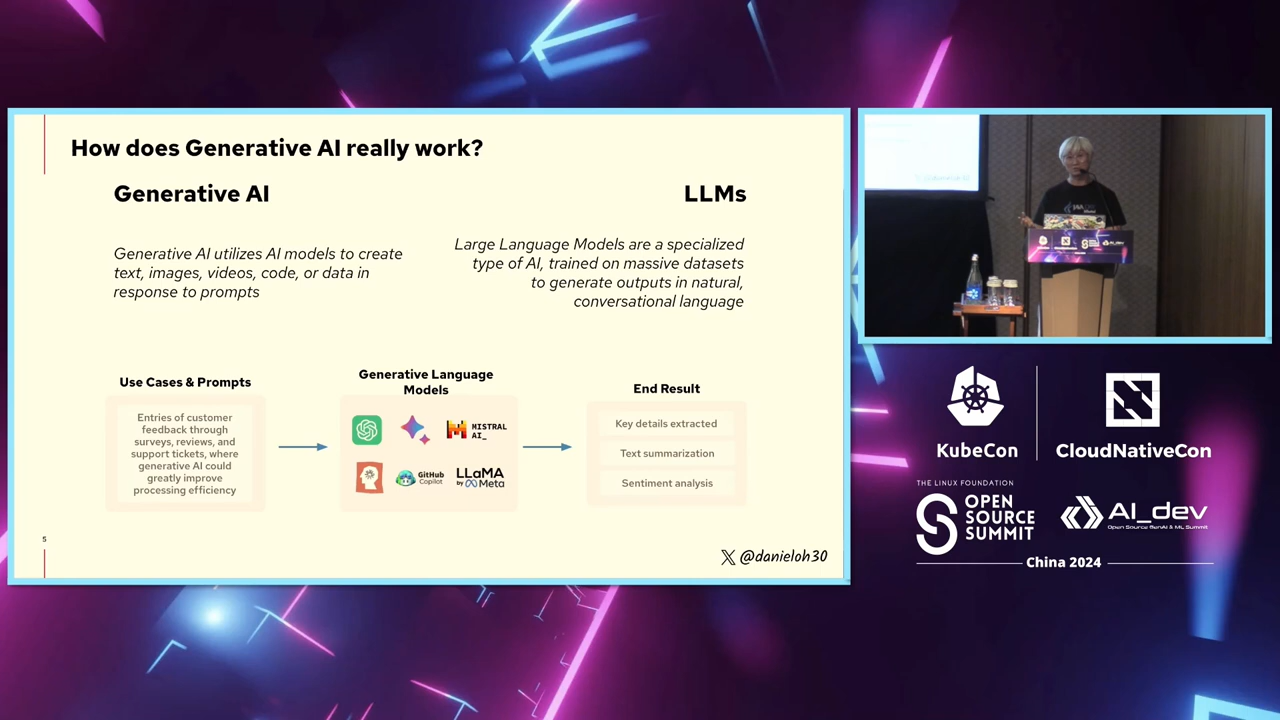 How does Generative AI really work?
Generative AI
LLMs
Generative AI utilizes AI models to create
text, images, videos, code, or data in
response to prompts
Large Language Models are a specialized
type of AI, trained on massive datasets
to generate outputs in natural,
conversational language
Use Cases & Prompts
Entries of customer
feedback through
surveys, reviews, and
support tickets, where
generative AI could
greatly improve
processing efficiency
Generative Language
Models
MISTRAL
AI_
GitHub
Copilot
LLaMA
by Meta
End Result
Key details extracted
Text summarization
Sentiment analysis
5
X @danieloh30
KubeCon
CloudNativeCon
THE LINUX FOUNDATION
OPEN
SOURCE
SUMMIT
AI_dev
Open Source GenAI & ML Summit
China 2024